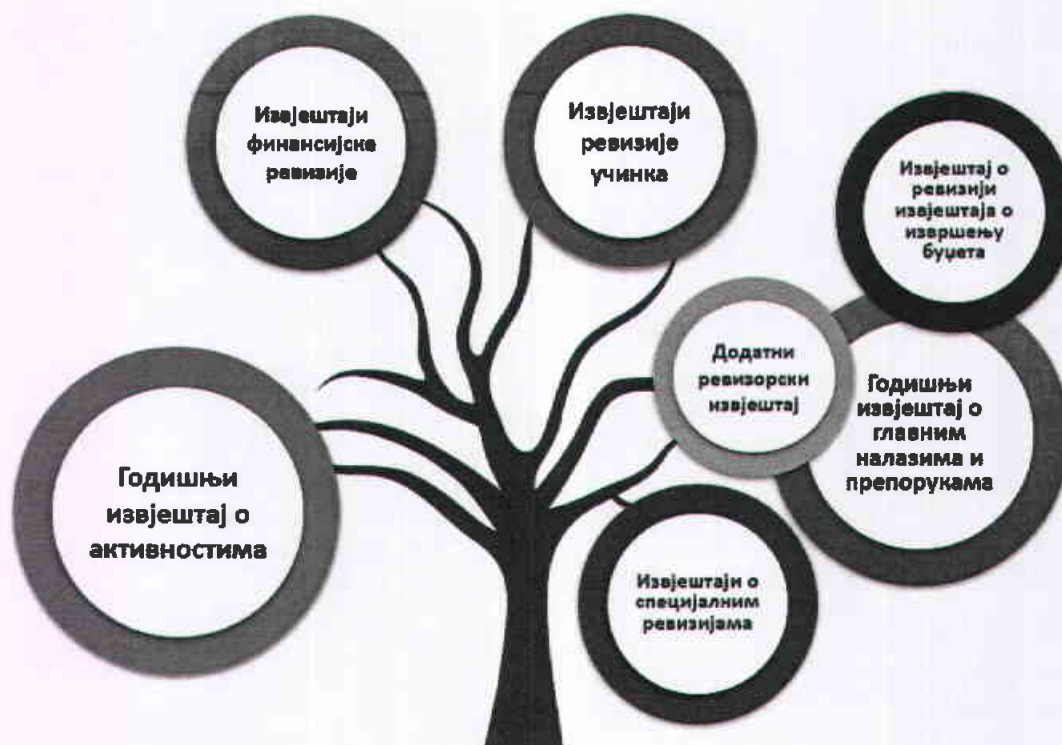 Извјештаји
финансијске
ревизије
Извјештаји
ревизије
учинка
Извјештај о
ревизији
извјештаја о
извршењу
буџета
Додатни
ревизорски
извјештај
Годишњи
извјештај о
главним
налазима и
препорукама
Годишњи
извјештај о
активностима
Извјештаји о
специјалним
ревизијама